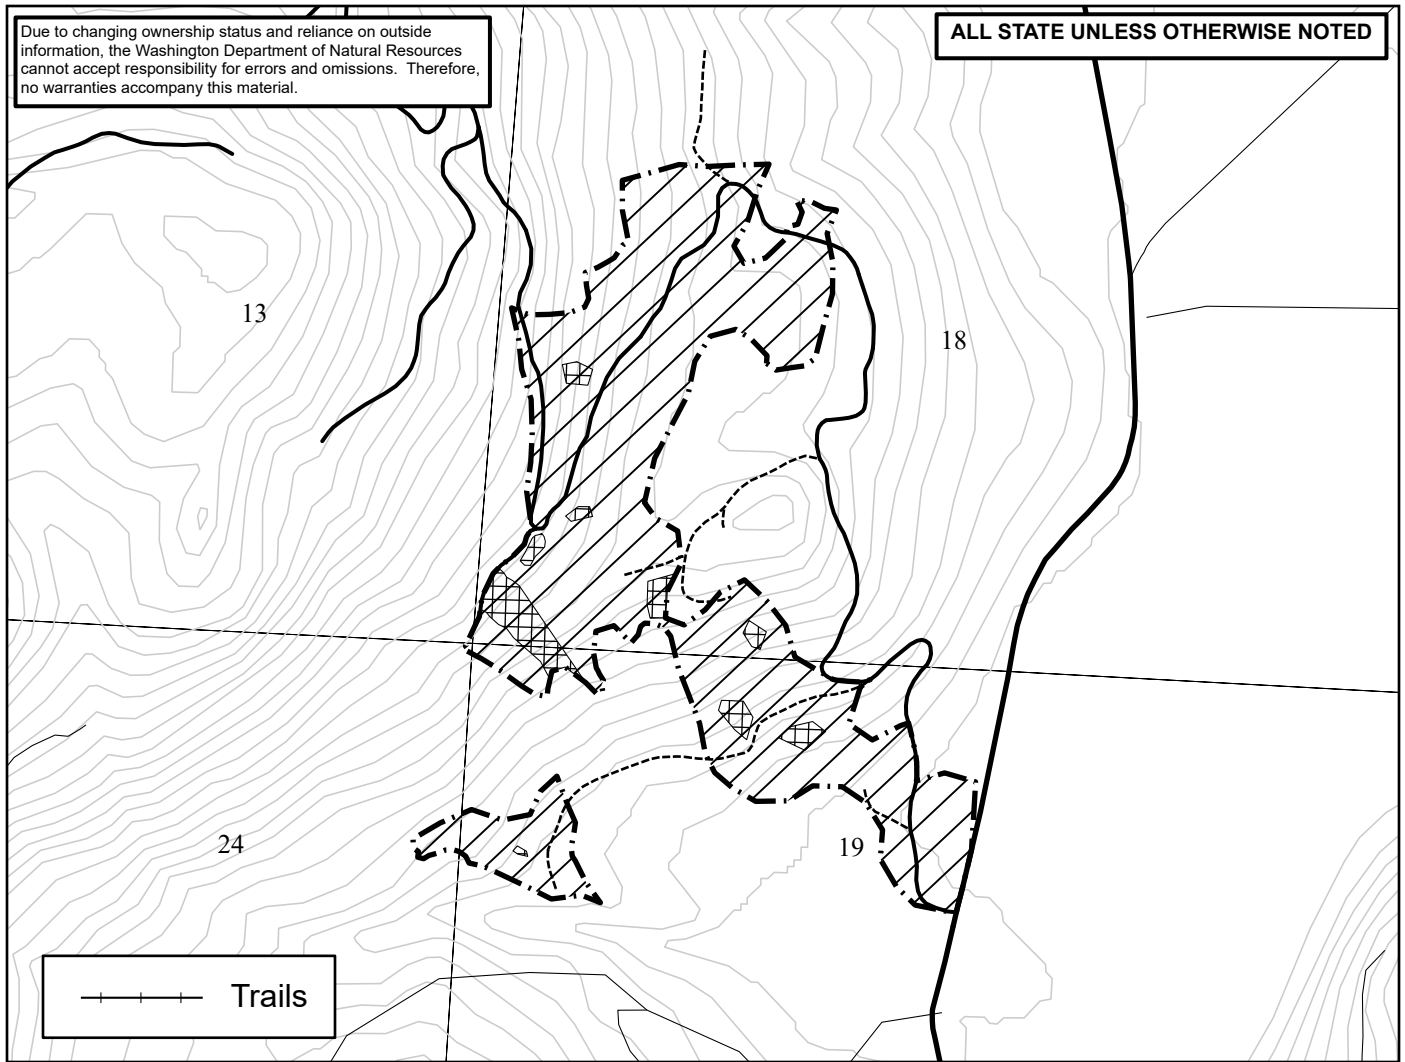 Due to changing ownership status and reliance on outside
information, the Washington Department of Natural Resources
cannot accept responsibility for errors and omissions. Therefore,
no warranties accompany this material.
ALL STATE UNLESS OTHERWISE NOTED
13
18
24
19
Trails